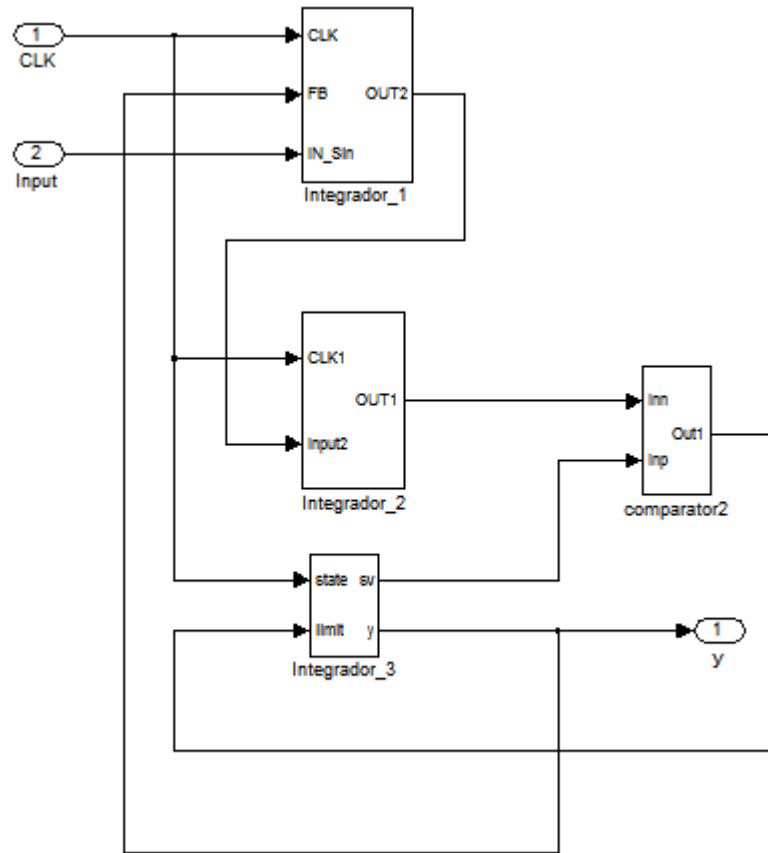 1
CLK
2
Input
CLK
FB
OUT2
IN_Sin
Integrador_1
CLK1
OUT1
Input2
Integrador_2
Inn
Out1
Inp
comparator2
state
sv
limit
y
Integrador_3
1
y